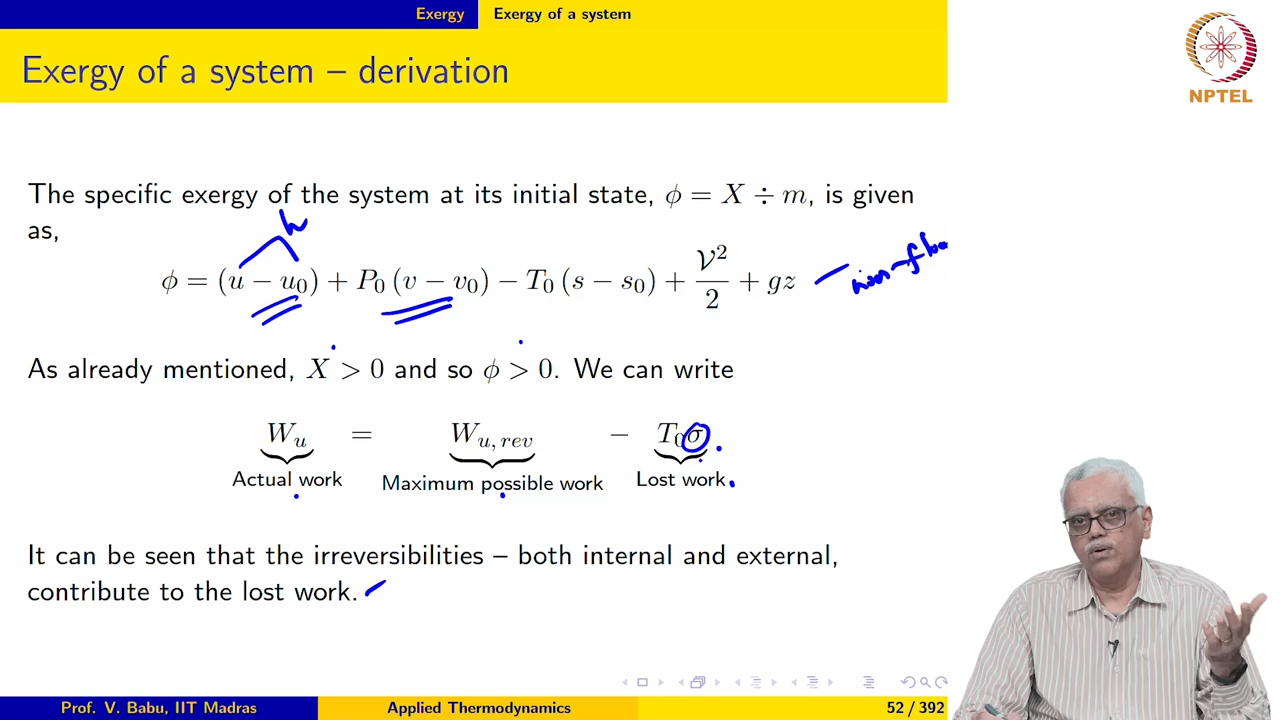 Exergy Exergy of a system
Exergy of a system – derivation
NPTEL
The specific exergy of the system at its initial state, ϕ = X ÷ m, is given
as,
h
ϕ = (u − u₀) + P₀ (v − v₀) − T₀ (s − s₀) + 𝒱²/2 + gz
As already mentioned, X > 0 and so ϕ > 0. We can write
W_u = W_{u, rev} − T₀σ
Actual work Maximum possible work Lost work
It can be seen that the irreversibilities – both internal and external,
contribute to the lost work.
Prof. V. Babu, IIT Madras Applied Thermodynamics 52 / 392